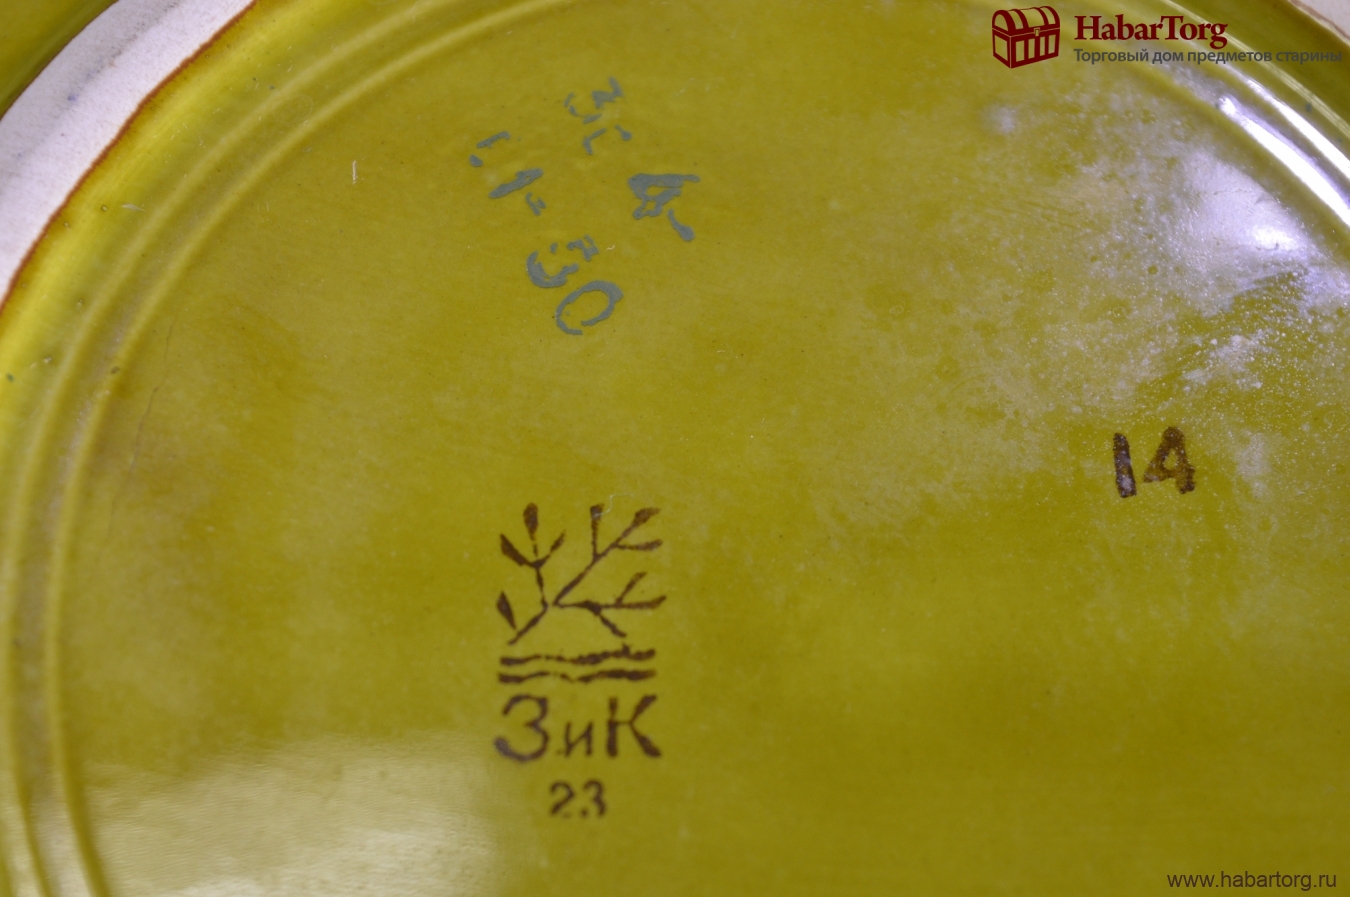 HabarTorg
Торговый дом предметов старины
14
ЗиК
23
www.habartorg.ru